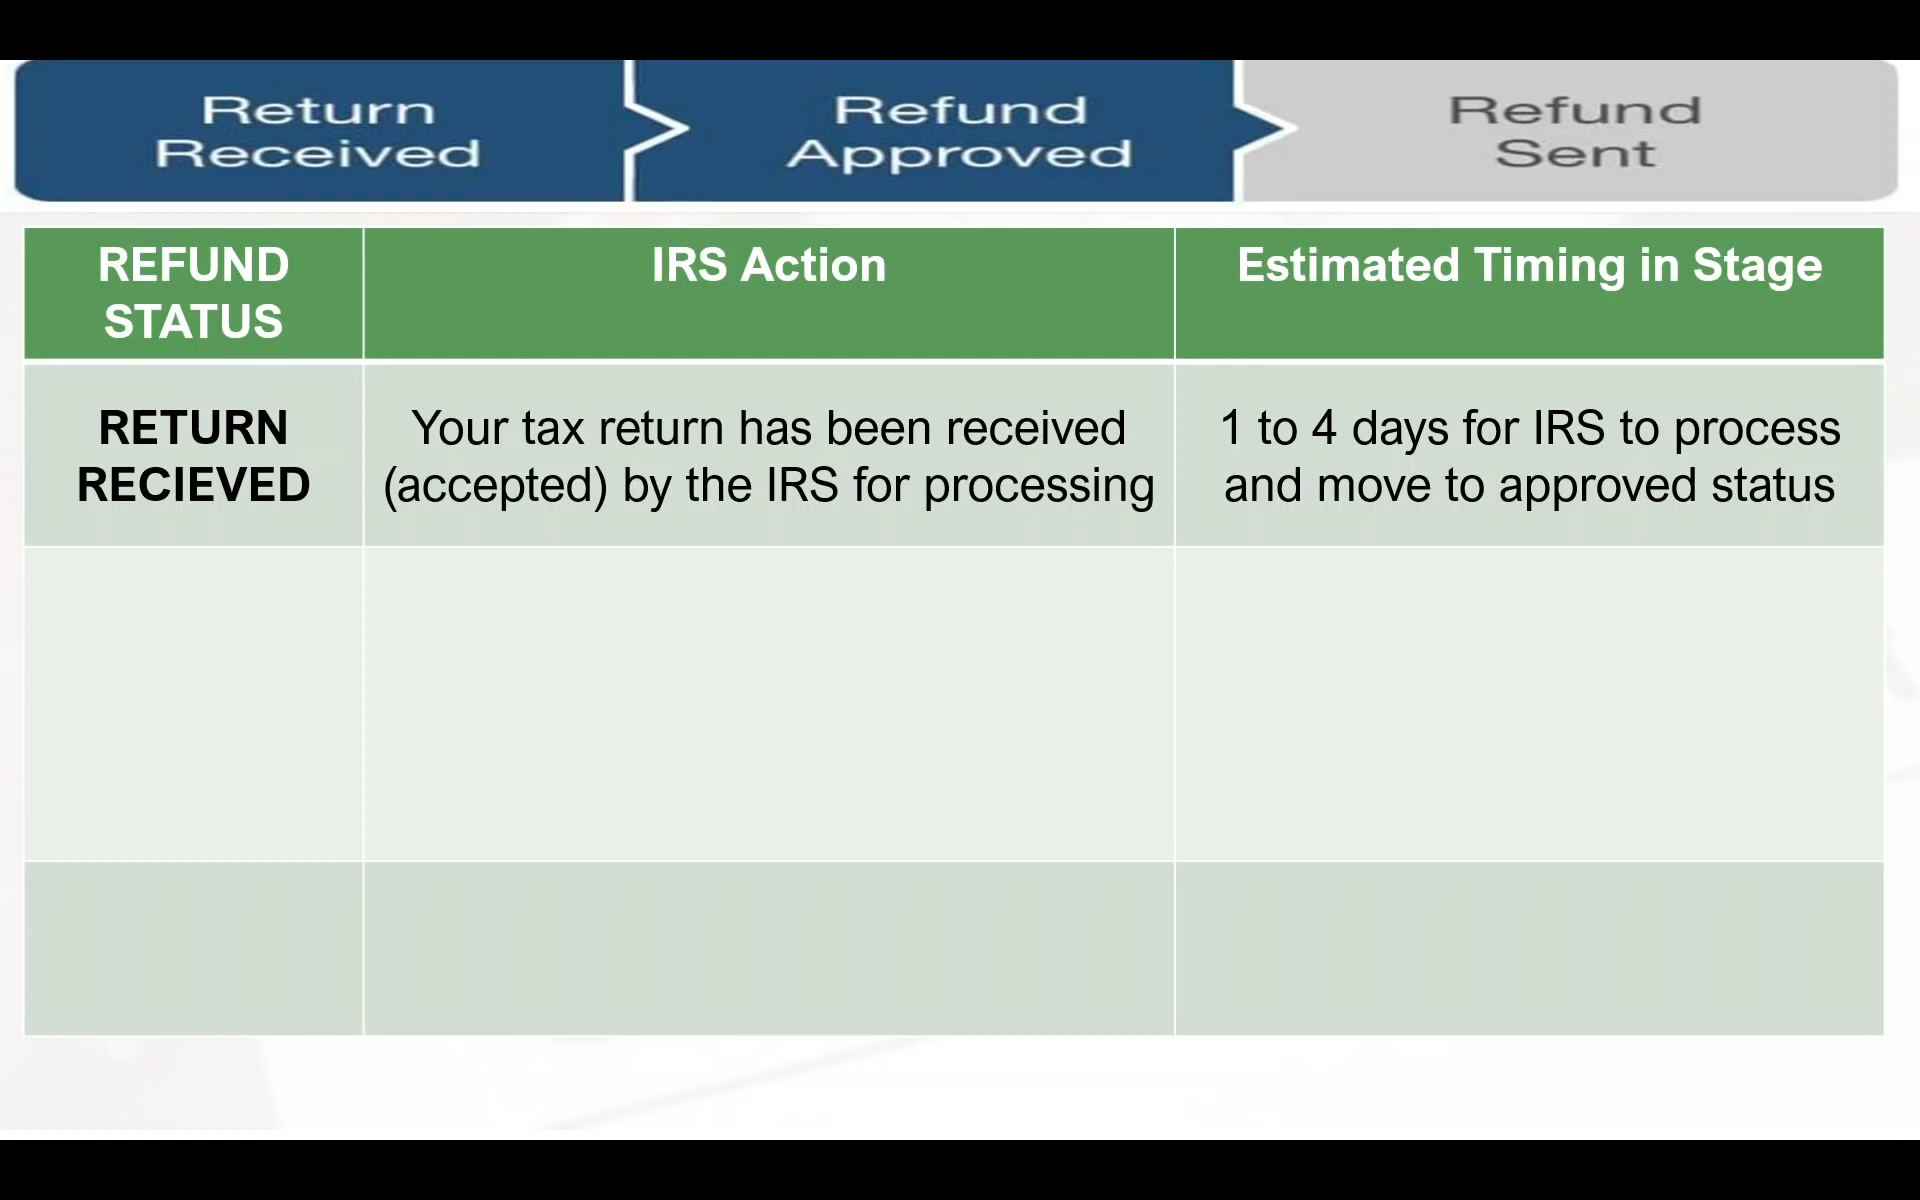 Return
Received
Refund
Approved
Refund
Sent
REFUND
STATUS
IRS Action
Estimated Timing in Stage
RETURN
RECIEVED
Your tax return has been received
(accepted) by the IRS for processing
1 to 4 days for IRS to process
and move to approved status